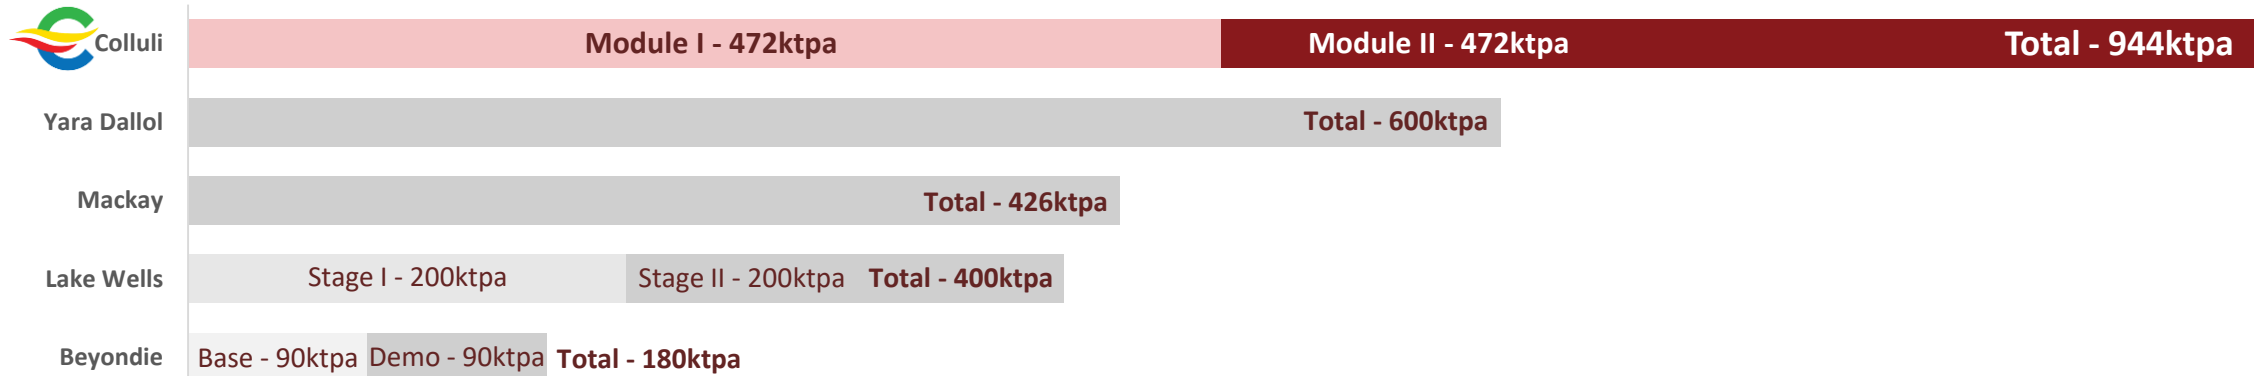 Colluli Module I - 472ktpa Module II - 472ktpa Total - 944ktpa
Yara Dallol Total - 600ktpa
Mackay Total - 426ktpa
Lake Wells Stage I - 200ktpa Stage II - 200ktpa Total - 400ktpa
Beyondie Base - 90ktpa Demo - 90ktpa Total - 180ktpa